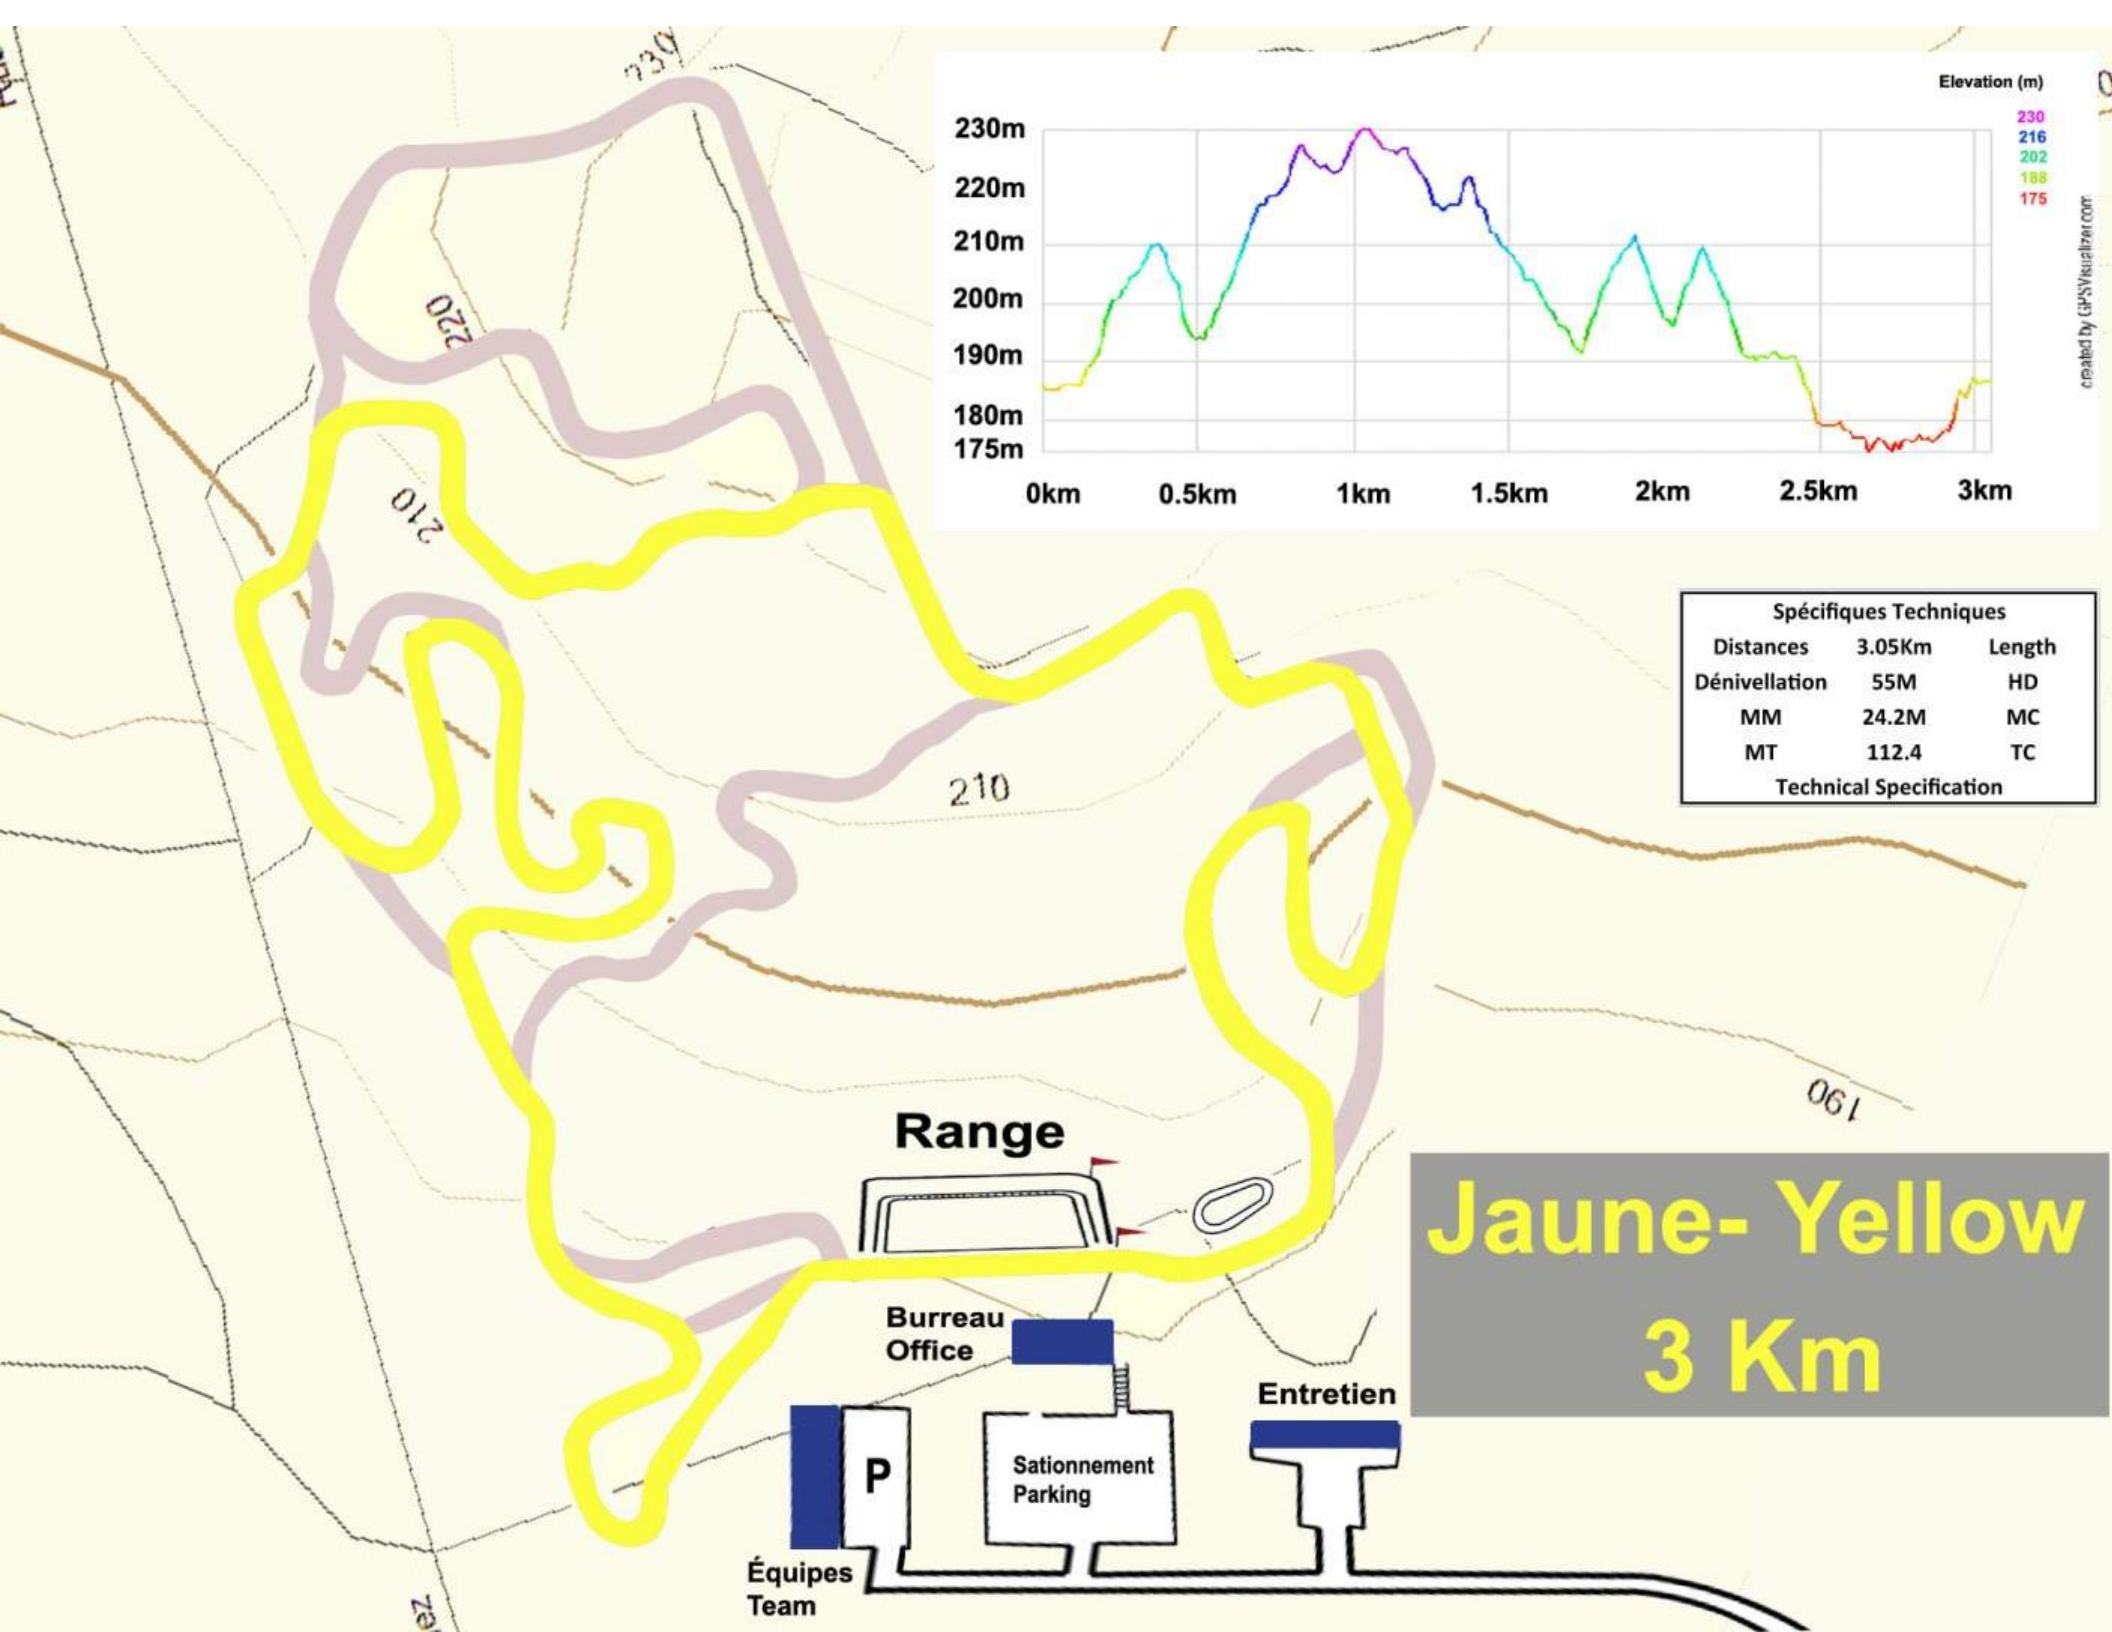 230
Elevation (m)
230m
220m
210m
200m
190m
180m
175m
0km
0.5km
1km
1.5km
2km
2.5km
3km
230
216
202
188
175
created by GPSVisualizer.com
220
210
Spécifiques Techniques
Distances 3.05Km Length
Dénivellation 55M HD
MM 24.2M MC
MT 112.4 TC
Technical Specification
210
190
Range
Jaune- Yellow
3 Km
Burreau
Office
Entretien
P
Sationnement
Parking
Équipes
Team